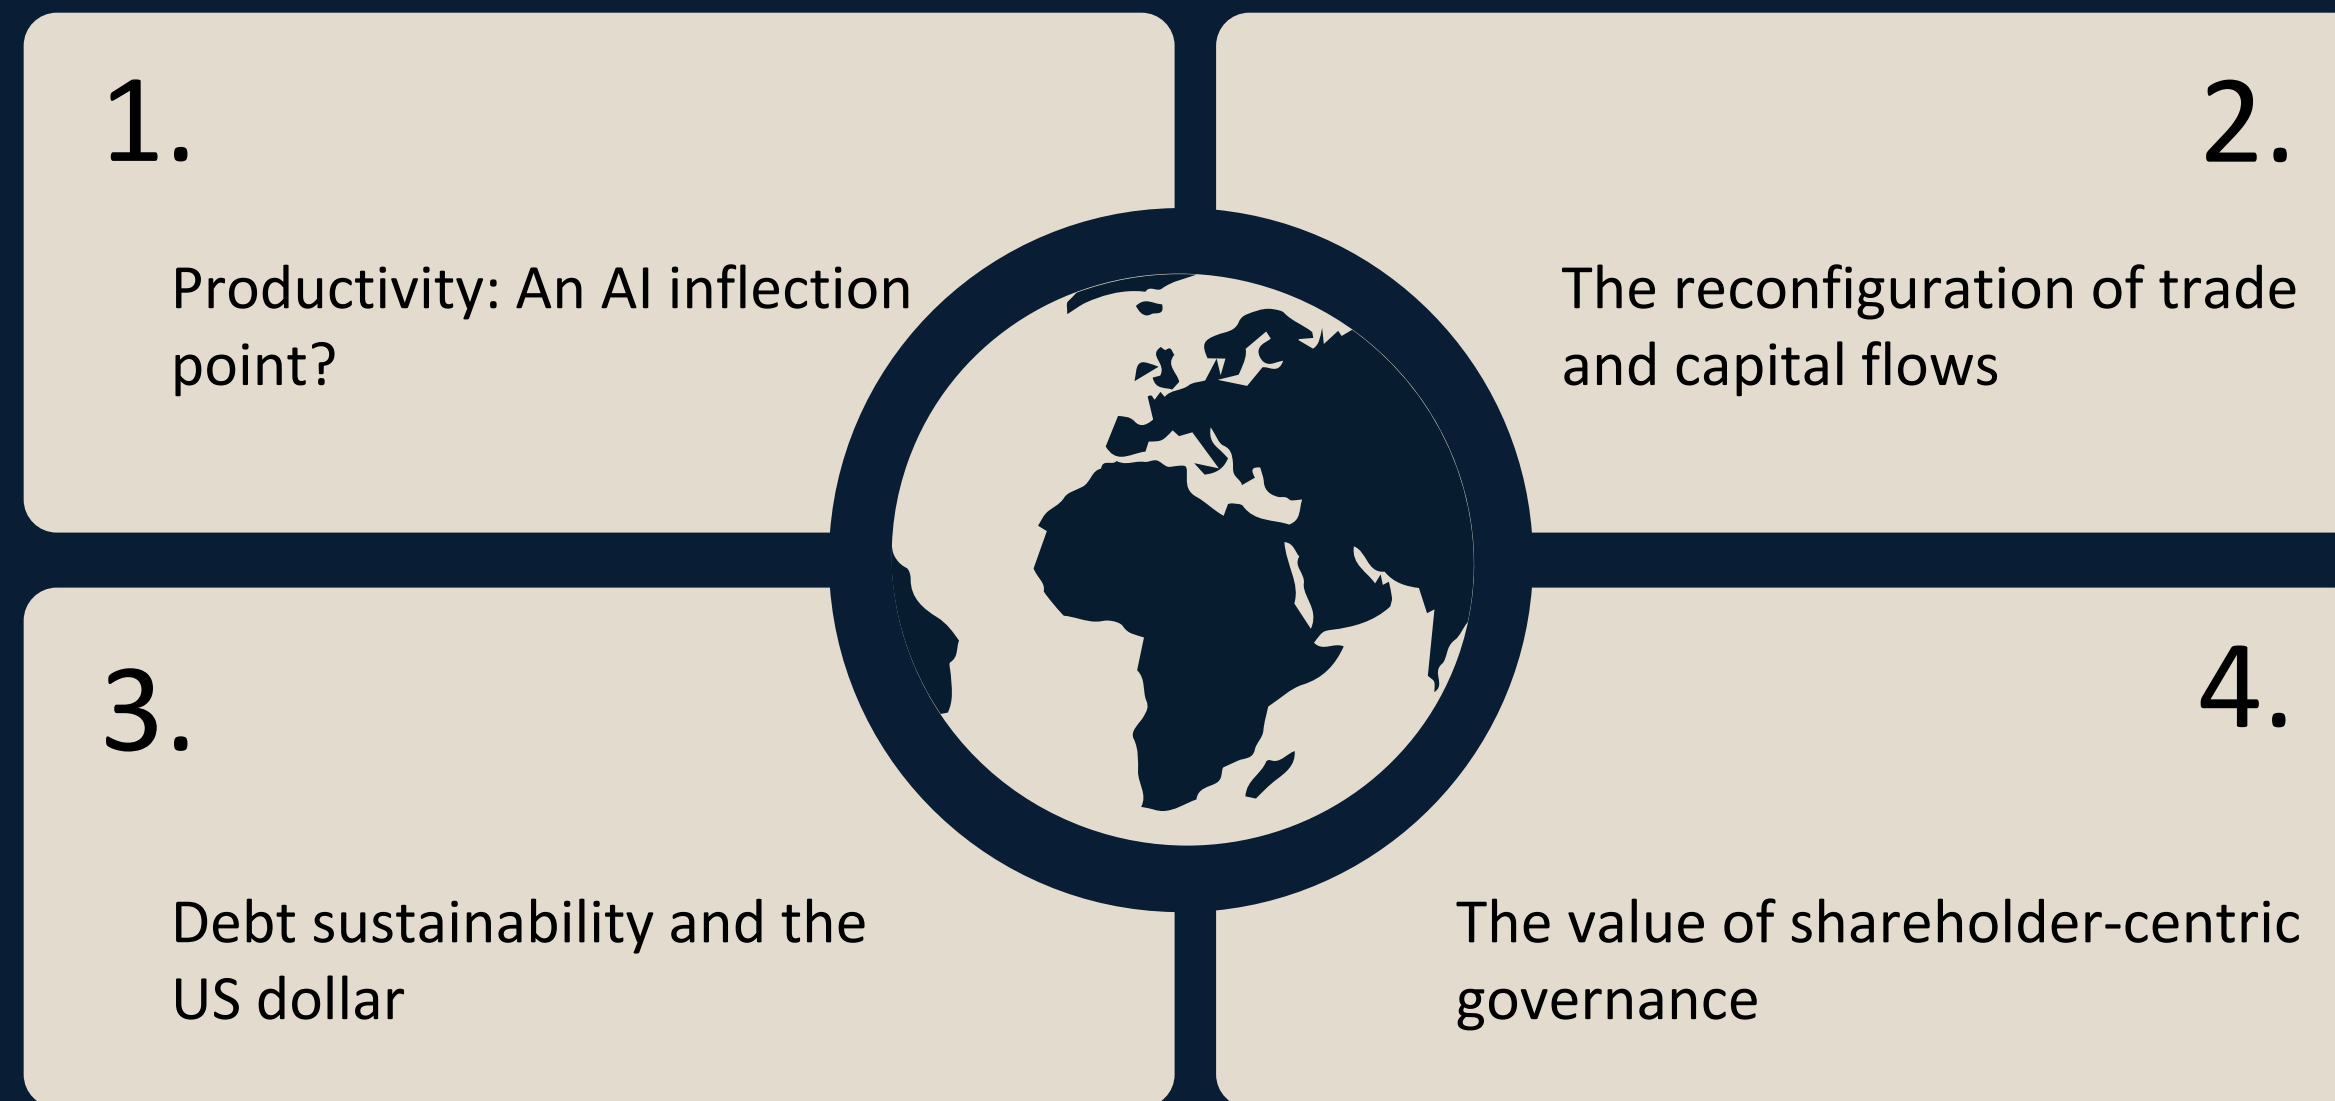 1.
Productivity: An AI inflection
point?
2.
The reconfiguration of trade
and capital flows
3.
Debt sustainability and the
US dollar
4.
The value of shareholder-centric
governance